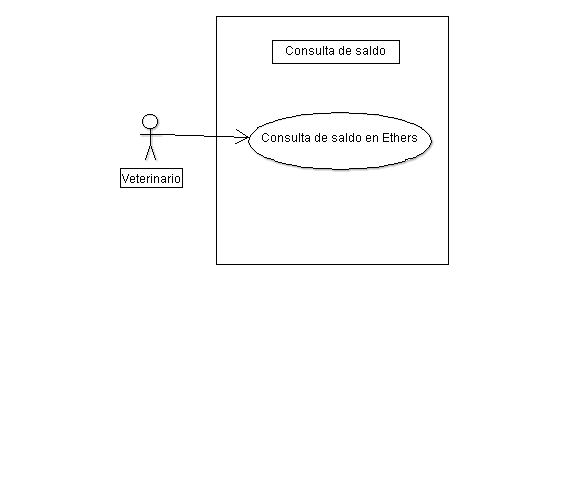 Consulta de saldo
Consulta de saldo en Ethers
Veterinario